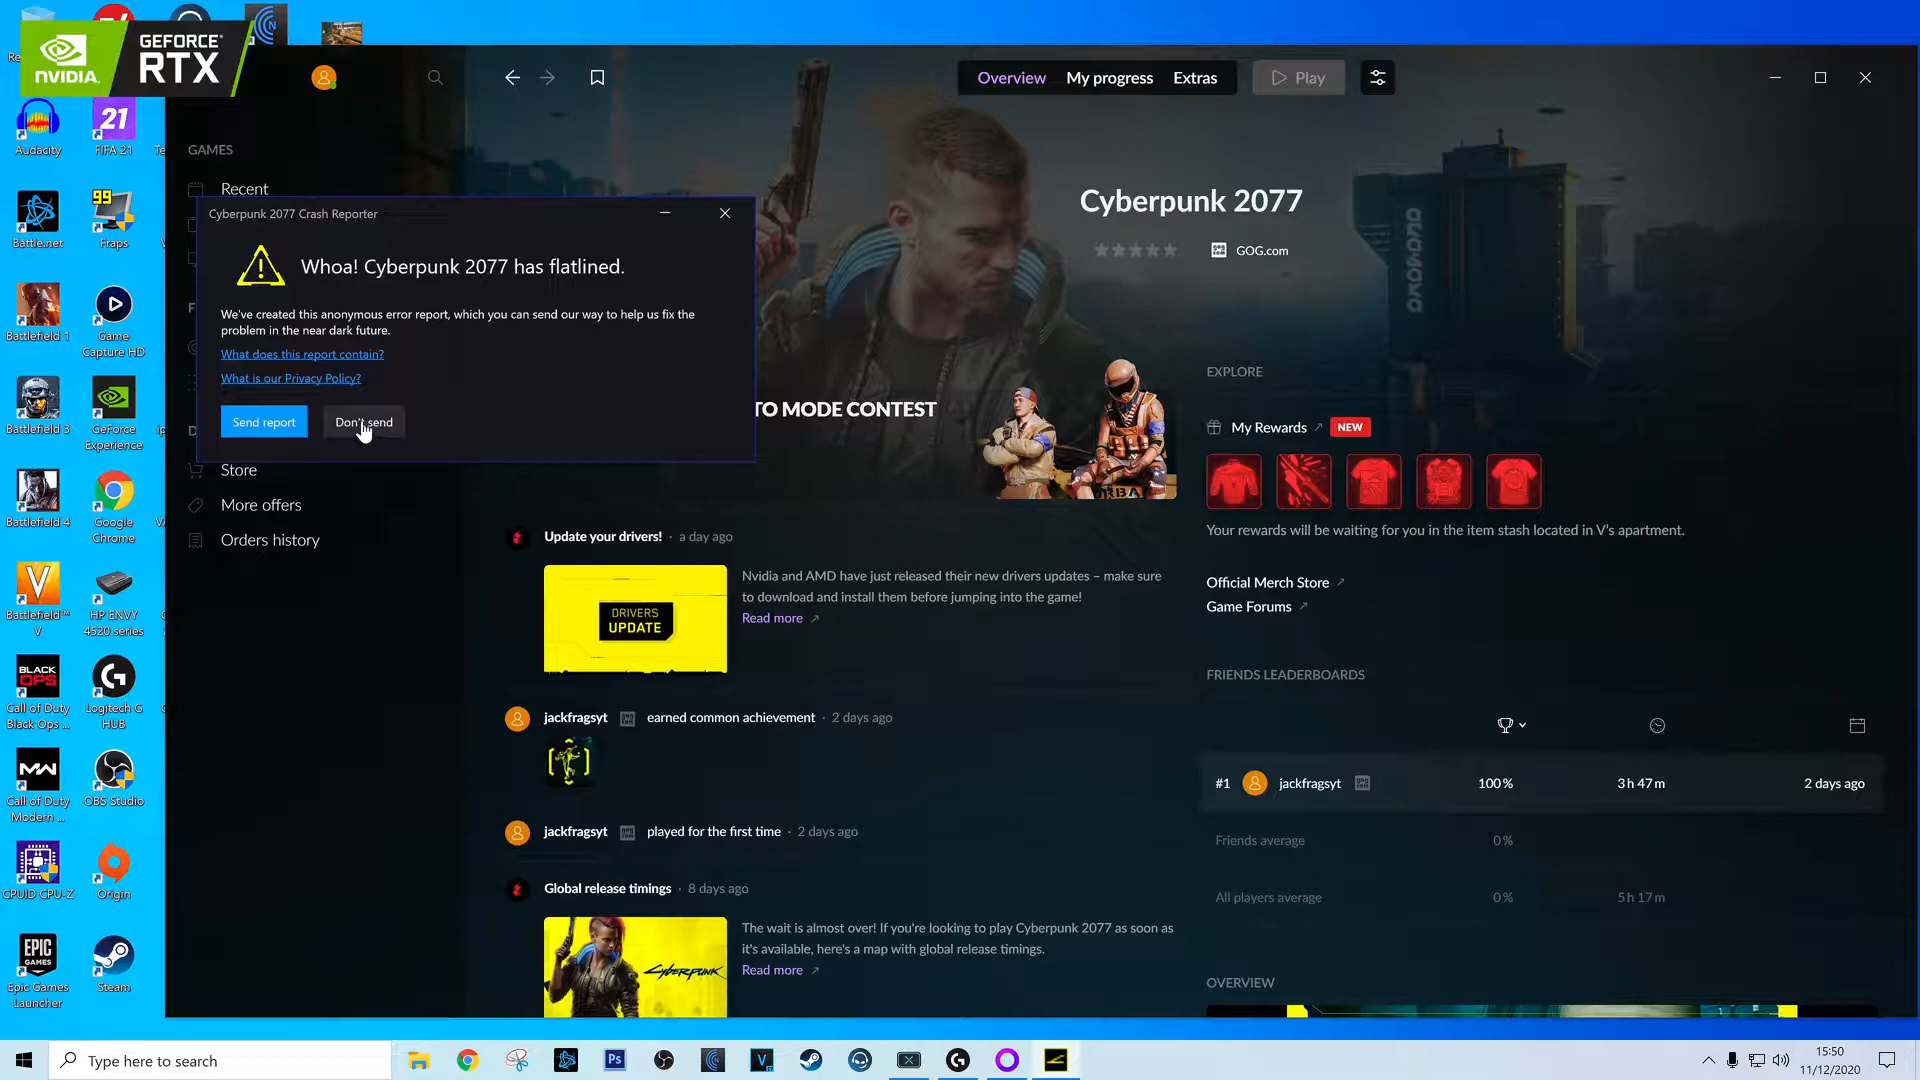 NVIDIA.
GEFORCE
RTX
Overview
My progress
Extras
Play
Audacity
FIFA 21
21
GAMES
Recent
Cyberpunk 2077
GOG.com
Cyberpunk 2077 Crash Reporter
Whoa! Cyberpunk 2077 has flatlined.
We've created this anonymous error report, which you can send our way to help us fix the
problem in the near dark future.
What does this report contain?
What is our Privacy Policy?
Send report
Don't send
99
Battle.net
Fraps
Battlefield 1
Game
Capture HD
Battlefield 3
GeForce
Experience
Battlefield 4
Google
Chrome
Battlefield™
V
HP ENVY
4520 series
BLACK
OPS
Call of Duty
Black Ops ...
Logitech G
HUB
MW
Call of Duty
Modern ...
OBS Studio
CPUID CPU-Z
Origin
EPIC
GAMES
Epic Games
Launcher
Steam
Store
More offers
Orders history
TO MODE CONTEST
Update your drivers! · a day ago
DRIVERS
UPDATE
Nvidia and AMD have just released their new drivers updates – make sure
to download and install them before jumping into the game!
Read more
jackfragsyt earned common achievement · 2 days ago
jackfragsyt played for the first time · 2 days ago
Global release timings · 8 days ago
Cyberpunk
The wait is almost over! If you're looking to play Cyberpunk 2077 as soon as
it's available, here's a map with global release timings.
Read more
EXPLORE
My Rewards
NEW
Your rewards will be waiting for you in the item stash located in V's apartment.
Official Merch Store
Game Forums
FRIENDS LEADERBOARDS
#1 jackfragsyt 100% 3h 47m 2 days ago
Friends average 0%
All players average 0% 5h 17m
OVERVIEW
Type here to search
Ps
15:50
11/12/2020